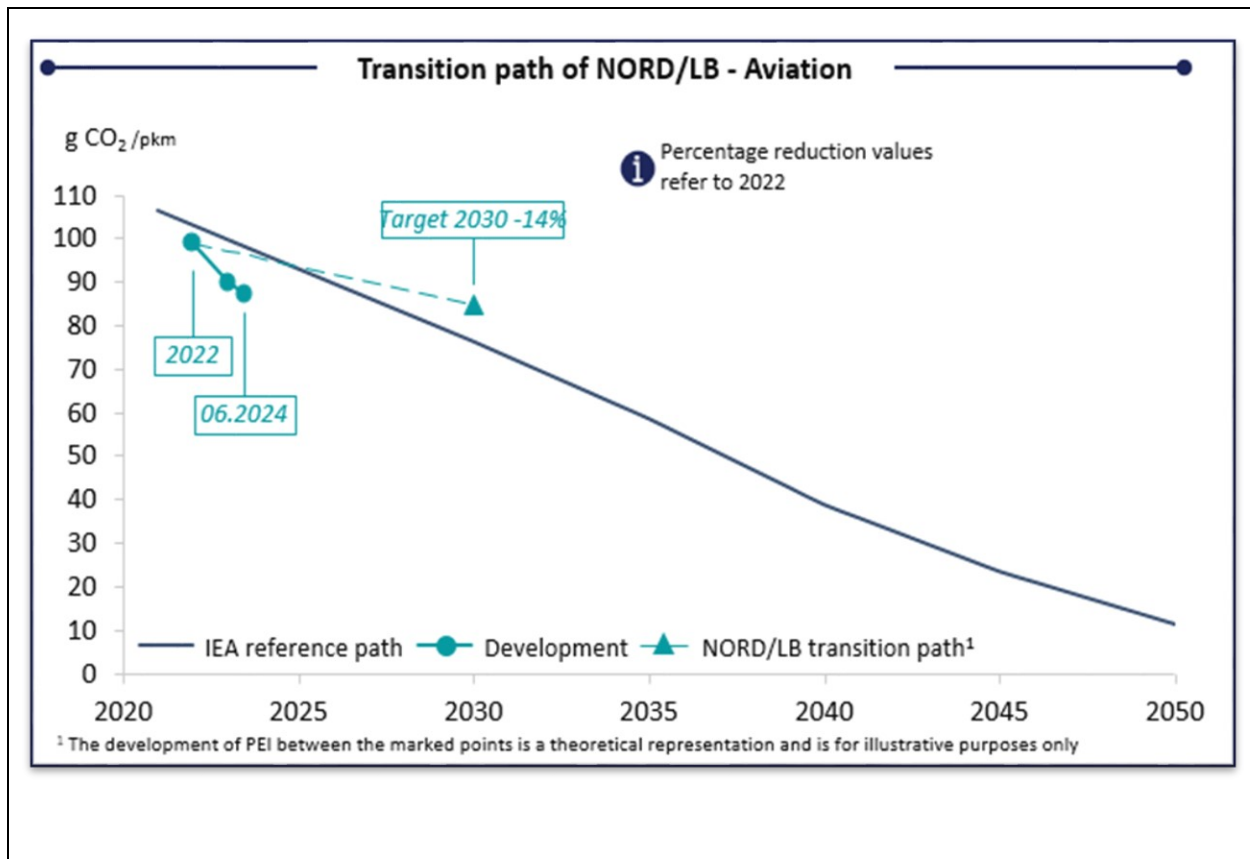 Transition path of NORD/LB - Aviation
g CO₂ /pkm
Percentage reduction values
refer to 2022
110
100
90
80
70
60
50
40
30
20
10
0
Target 2030 -14%
2022
06.2024
IEA reference path
Development
NORD/LB transition path¹
2020 2025 2030 2035 2040 2045 2050
¹ The development of PEI between the marked points is a theoretical representation and is for illustrative purposes only